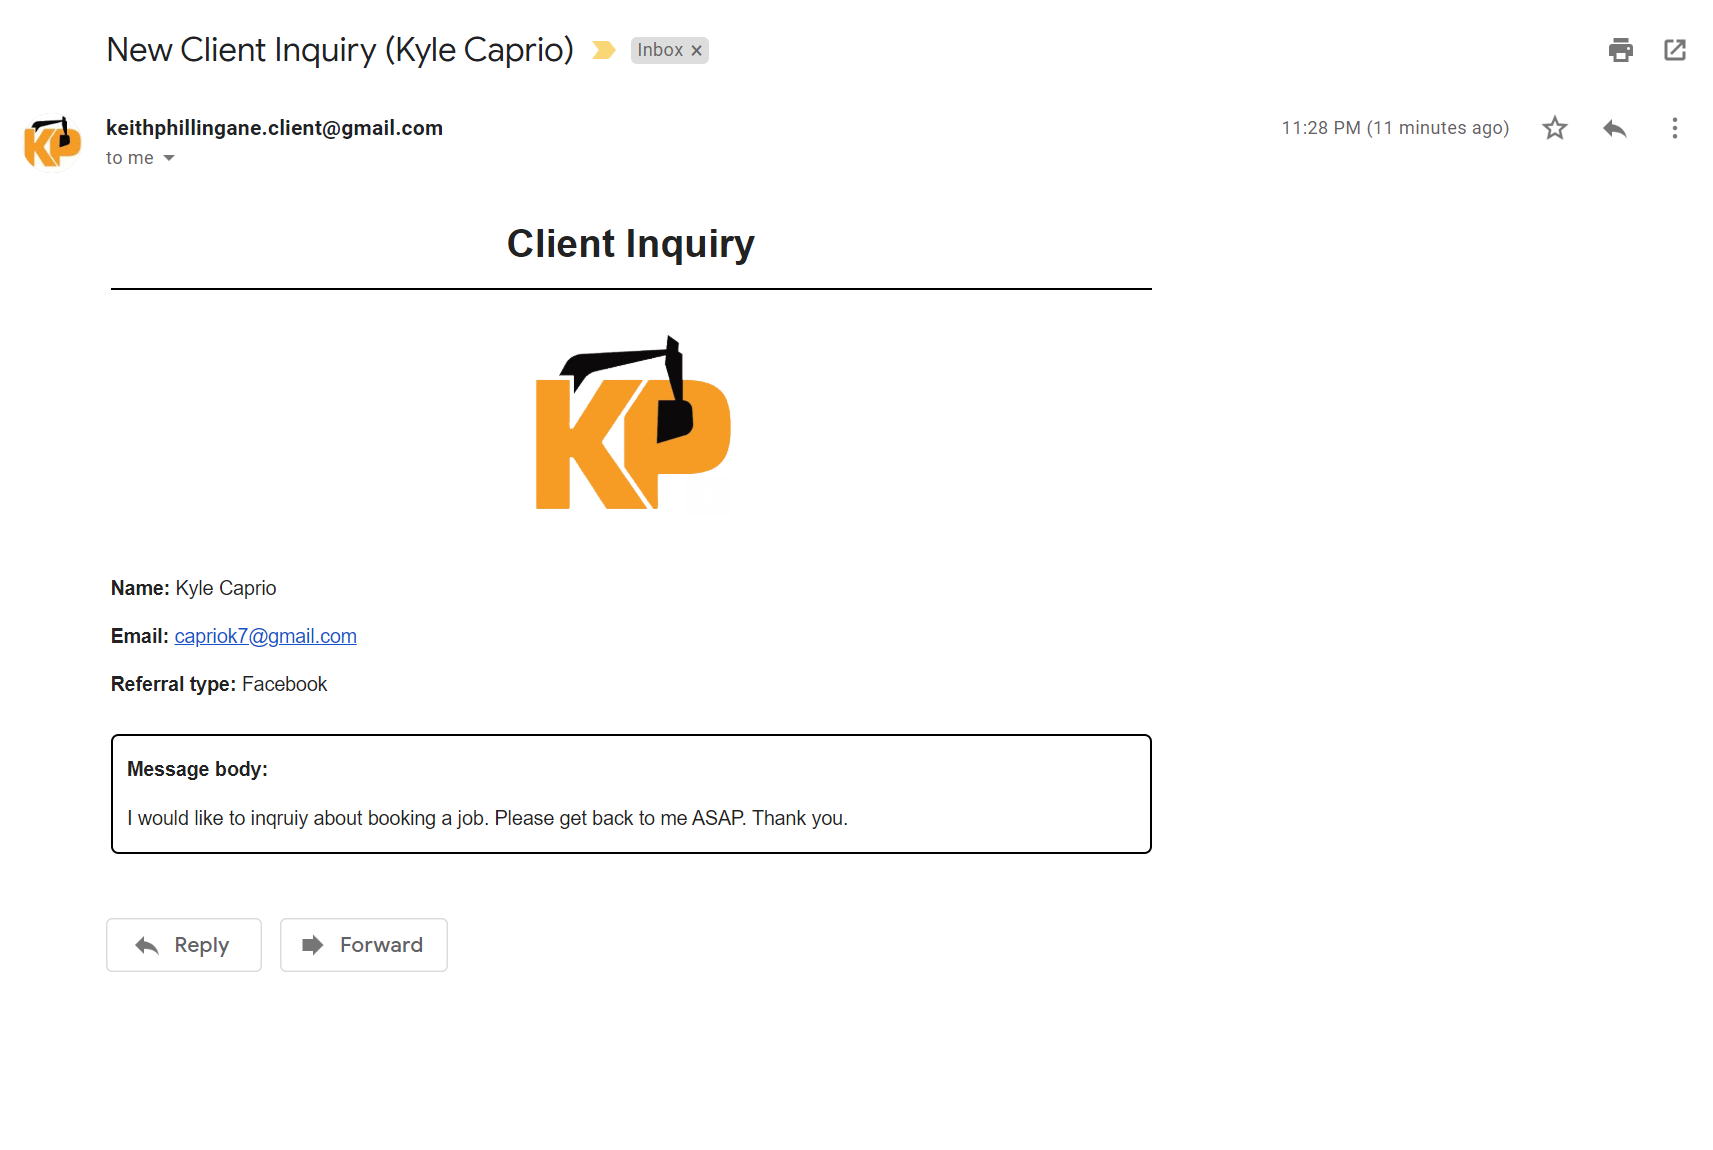 New Client Inquiry (Kyle Caprio) Inbox x
KP
keithphillingane.client@gmail.com
11:28 PM (11 minutes ago)
to me
Client Inquiry
KP
Name: Kyle Caprio
Email: capriok7@gmail.com
Referral type: Facebook
Message body:
I would like to inqruiy about booking a job. Please get back to me ASAP. Thank you.
Reply
Forward